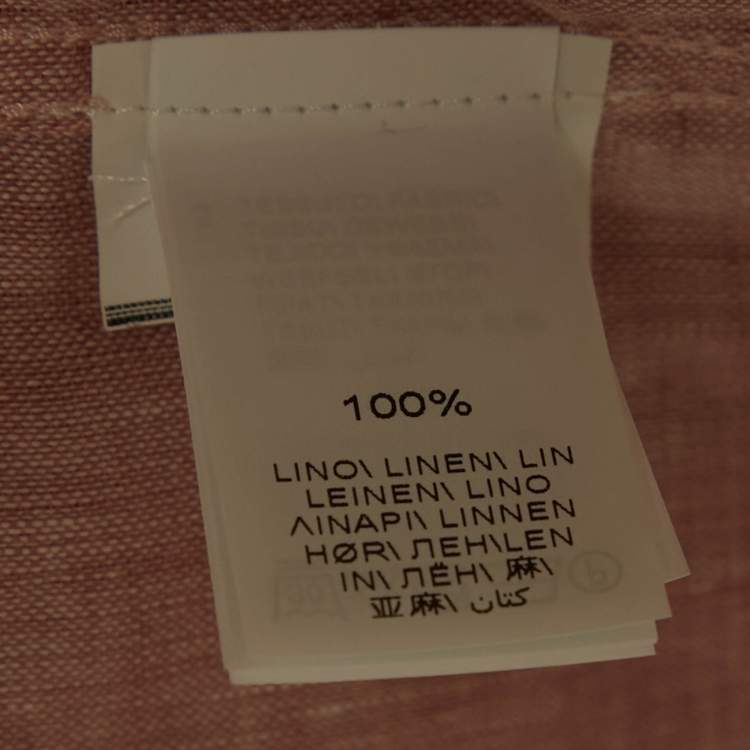 100%
LINO\ LINEN\ LIN
LEINEN\ LINO
ΛΙΝΑΡΙ\ LINNEN
HØR\ ЛЕН\LEN
IN\ ЛЁН\ 麻\
亚麻\ كتان